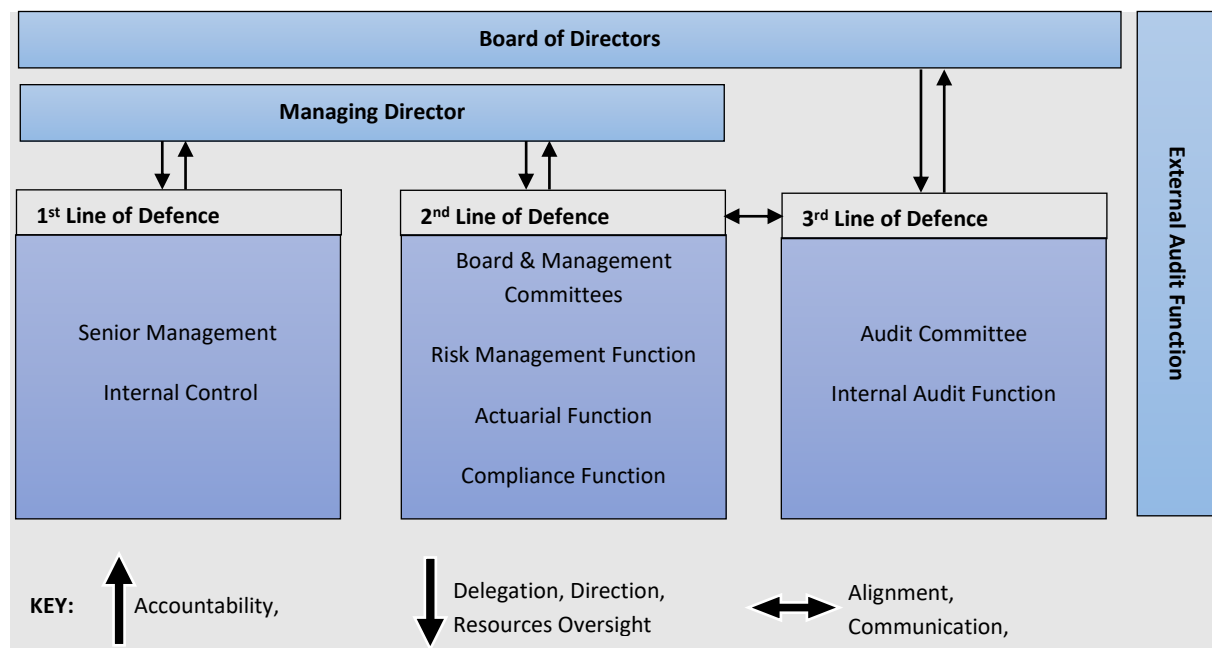 Board of Directors
Managing Director
External Audit Function
1st Line of Defence
2nd Line of Defence
3rd Line of Defence
Senior Management
Internal Control
Board & Management
Committees
Risk Management Function
Actuarial Function
Compliance Function
Audit Committee
Internal Audit Function
KEY:
Accountability,
Delegation, Direction,
Resources Oversight
Alignment,
Communication,